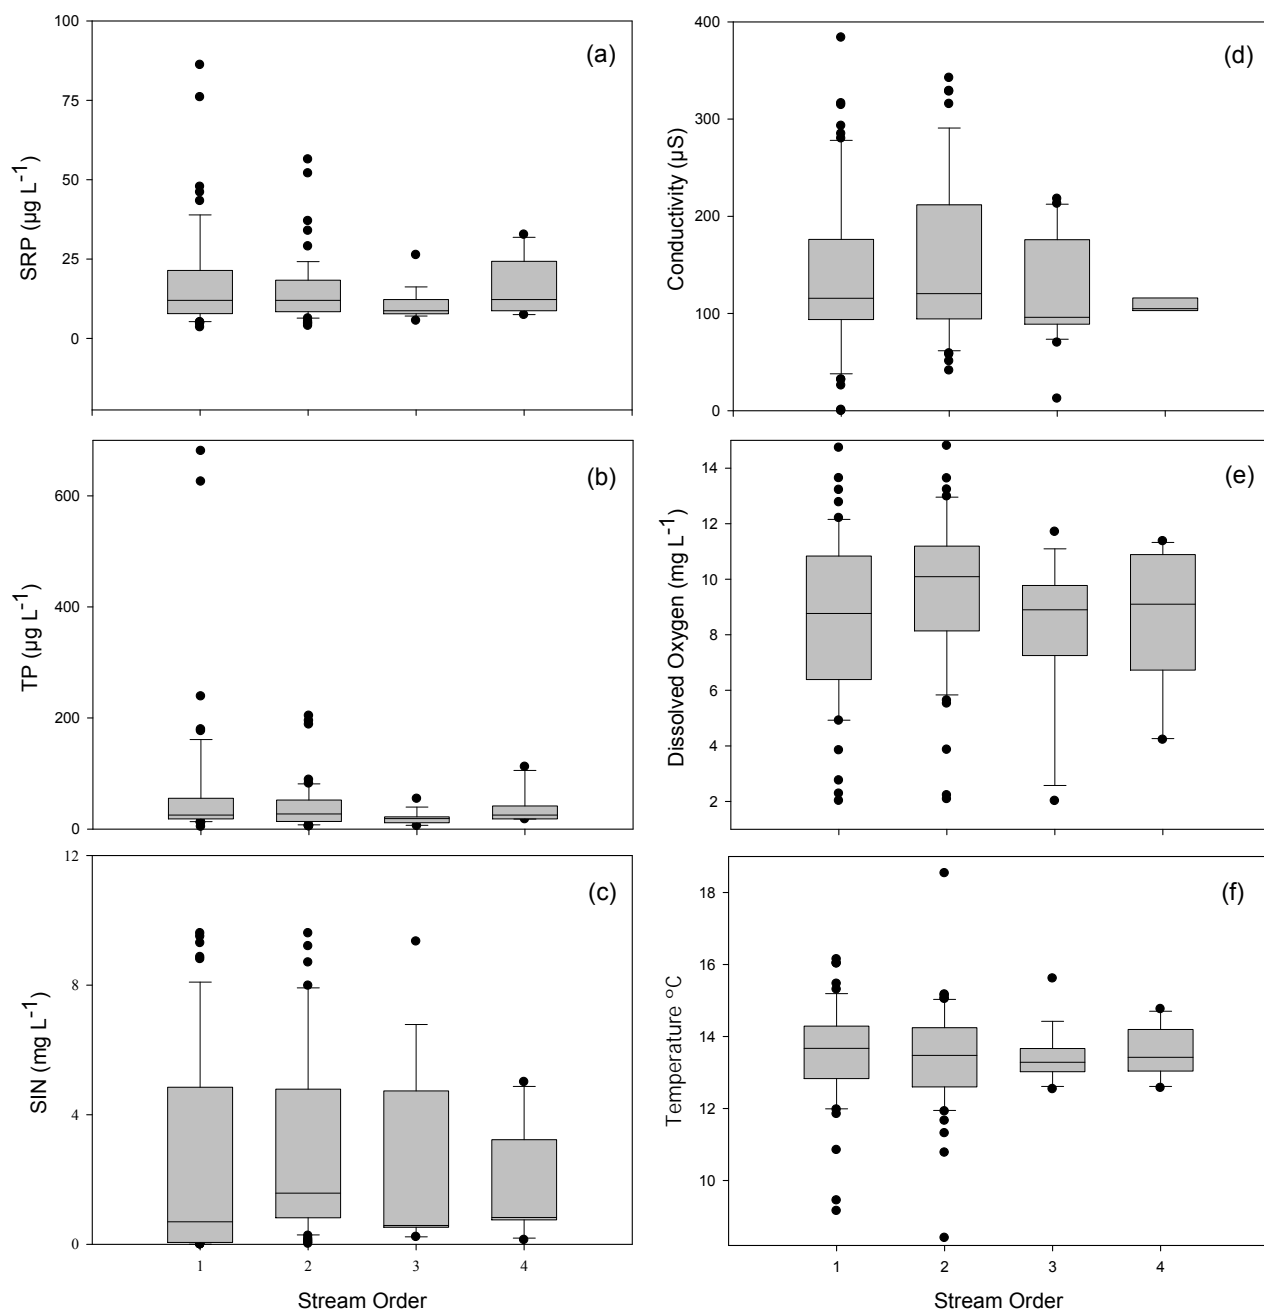 100
75
50
25
0
SRP (µg L⁻¹)
(a)
400
300
200
100
0
Conductivity (µS)
(d)
600
400
200
0
TP (µg L⁻¹)
(b)
14
12
10
8
6
4
2
Dissolved Oxygen (mg L⁻¹)
(e)
12
8
4
0
SIN (mg L⁻¹)
(c)
1 2 3 4
Stream Order
18
16
14
12
10
Temperature °C
(f)
1 2 3 4
Stream Order